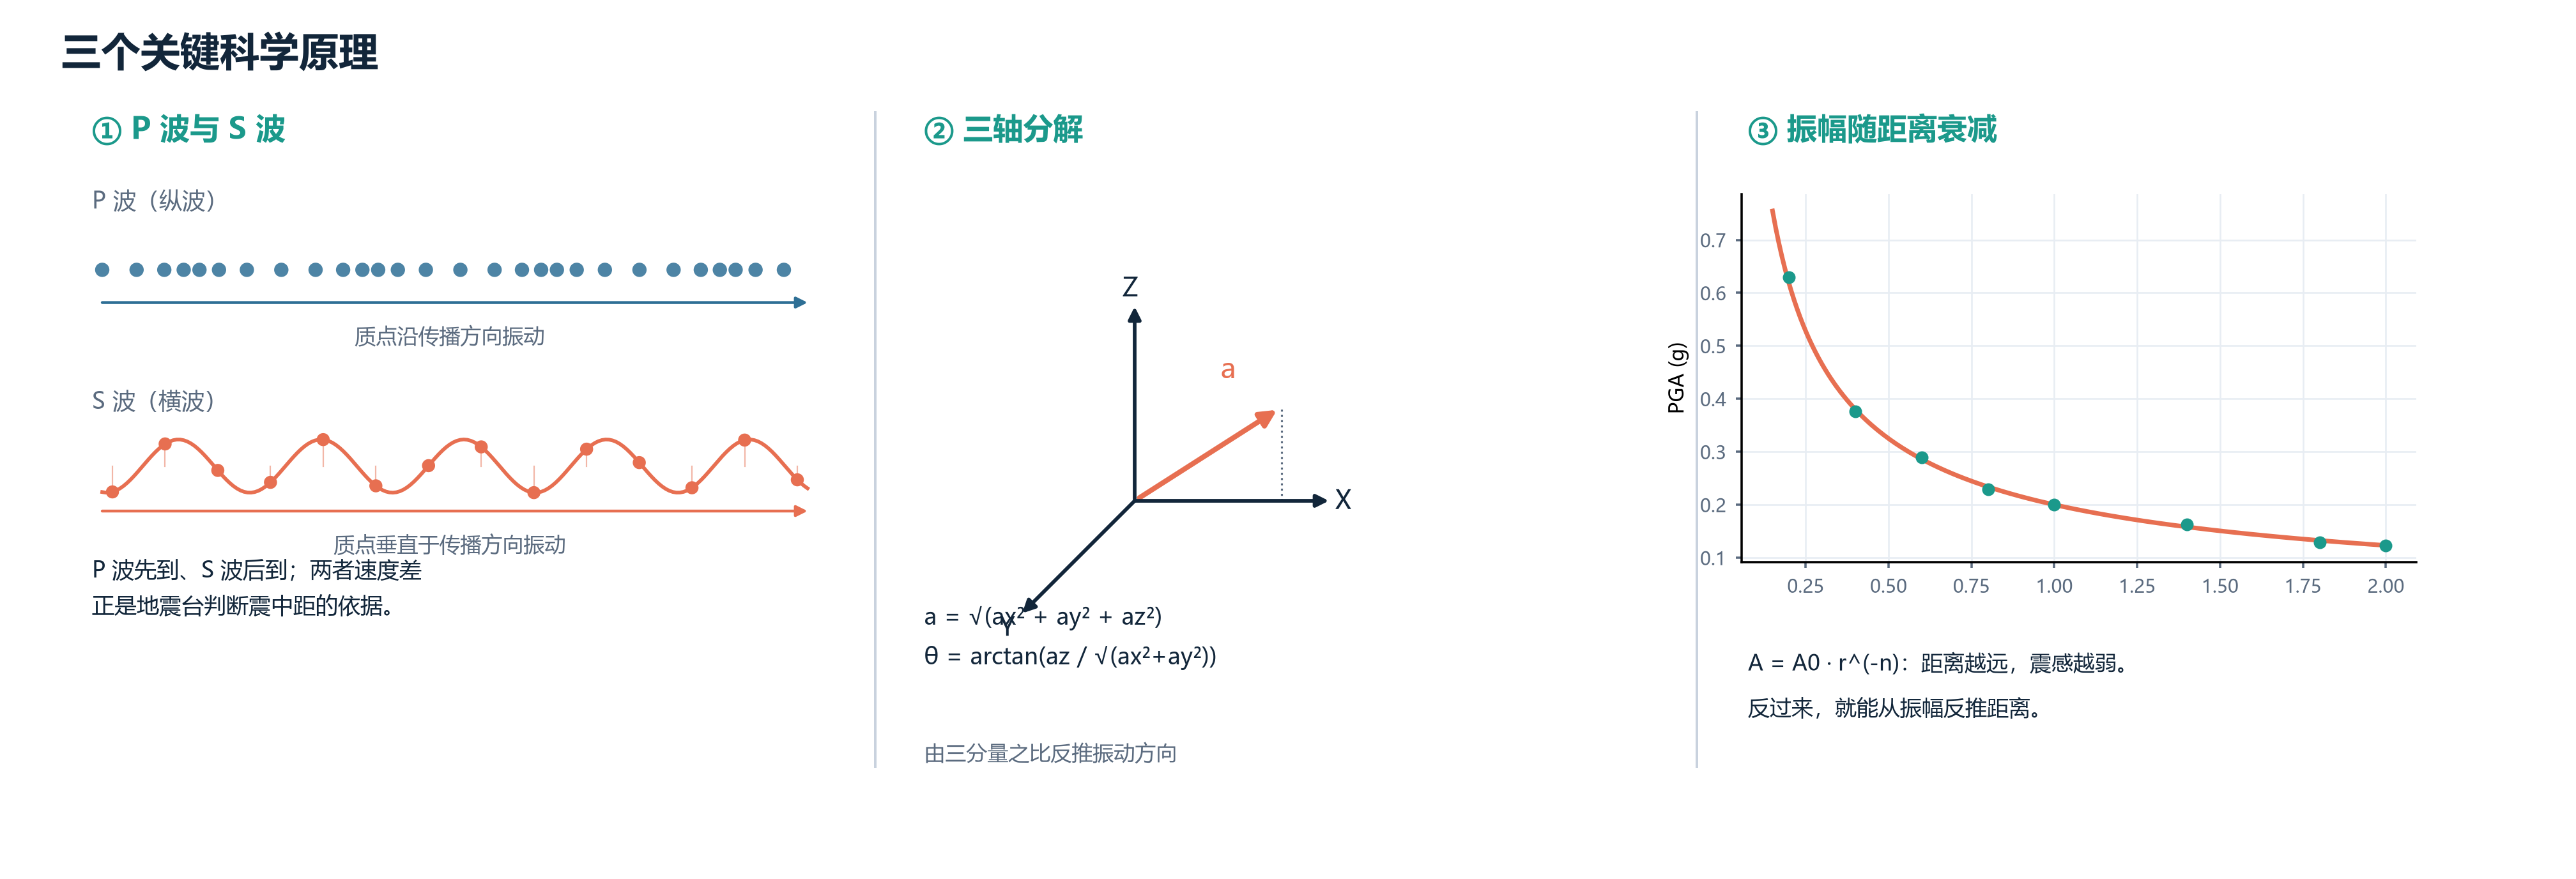 三个关键科学原理
① P 波与 S 波
P 波（纵波）
质点沿传播方向振动
S 波（横波）
质点垂直于传播方向振动
P 波先到、S 波后到；两者速度差
正是地震台判断震中距的依据。
② 三轴分解
Z
a
X
Y
a = √(ax² + ay² + az²)
θ = arctan(az / √(ax²+ay²))
由三分量之比反推振动方向
③ 振幅随距离衰减
PGA (g)
0.7
0.6
0.5
0.4
0.3
0.2
0.1
0.25 0.50 0.75 1.00 1.25 1.50 1.75 2.00
A = A0 · r^(-n)：距离越远，震感越弱。
反过来，就能从振幅反推距离。